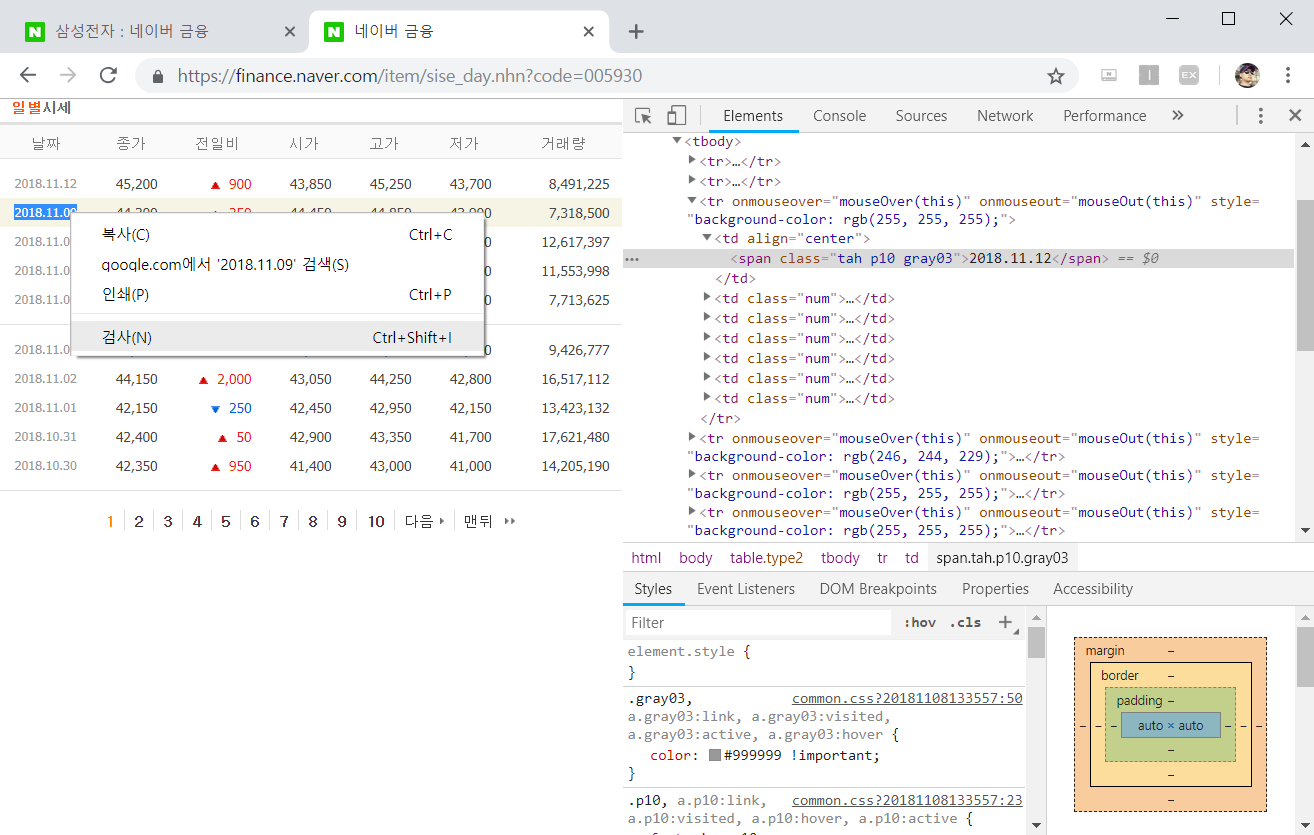 삼성전자 : 네이버 금융
네이버 금융
https://finance.naver.com/item/sise_day.nhn?code=005930
EX
일별시세
날짜 종가 전일비 시가 고가 저가 거래량
2018.11.12 45,200 ▲ 900 43,850 45,250 43,700 8,491,225
2018.11.09 7,318,500
2018.11.0 12,617,397
2018.11.0 11,553,998
2018.11.0 7,713,625
2018.11.0 9,426,777
2018.11.02 44,150 ▲ 2,000 43,050 44,250 42,800 16,517,112
2018.11.01 42,150 ▼ 250 42,450 42,950 42,150 13,423,132
2018.10.31 42,400 ▲ 50 42,900 43,350 41,700 17,621,480
2018.10.30 42,350 ▲ 950 41,400 43,000 41,000 14,205,190
1 2 3 4 5 6 7 8 9 10 다음 맨뒤
복사(C) Ctrl+C
google.com에서 '2018.11.09' 검색(S)
인쇄(P) Ctrl+P
검사(N) Ctrl+Shift+I
Elements Console Sources Network Performance »
▼<tbody>
▶<tr>…</tr>
▶<tr>…</tr>
▼<tr onmouseover="mouseOver(this)" onmouseout="mouseOut(this)" style=
"background-color: rgb(255, 255, 255);">
▼<td align="center">
<span class="tah p10 gray03">2018.11.12</span> == $0
</td>
▶<td class="num">…</td>
▶<td class="num">…</td>
▶<td class="num">…</td>
▶<td class="num">…</td>
▶<td class="num">…</td>
▶<td class="num">…</td>
</tr>
▶<tr onmouseover="mouseOver(this)" onmouseout="mouseOut(this)" style=
"background-color: rgb(246, 244, 229);">…</tr>
▶<tr onmouseover="mouseOver(this)" onmouseout="mouseOut(this)" style=
"background-color: rgb(255, 255, 255);">…</tr>
▶<tr onmouseover="mouseOver(this)" onmouseout="mouseOut(this)" style=
"background-color: rgb(255, 255, 255);">…</tr>
html body table.type2 tbody tr td span.tah.p10.gray03
Styles Event Listeners DOM Breakpoints Properties Accessibility
Filter :hov .cls +
element.style {
}
.gray03, common.css?20181108133557:50
a.gray03:link, a.gray03:visited,
a.gray03:active, a.gray03:hover {
color: #999999 !important;
}
.p10, a.p10:link, common.css?20181108133557:23
a.p10:visited, a.p10:hover, a.p10:active {
margin –
border –
padding –
– – – auto × auto – – –
–
–
–